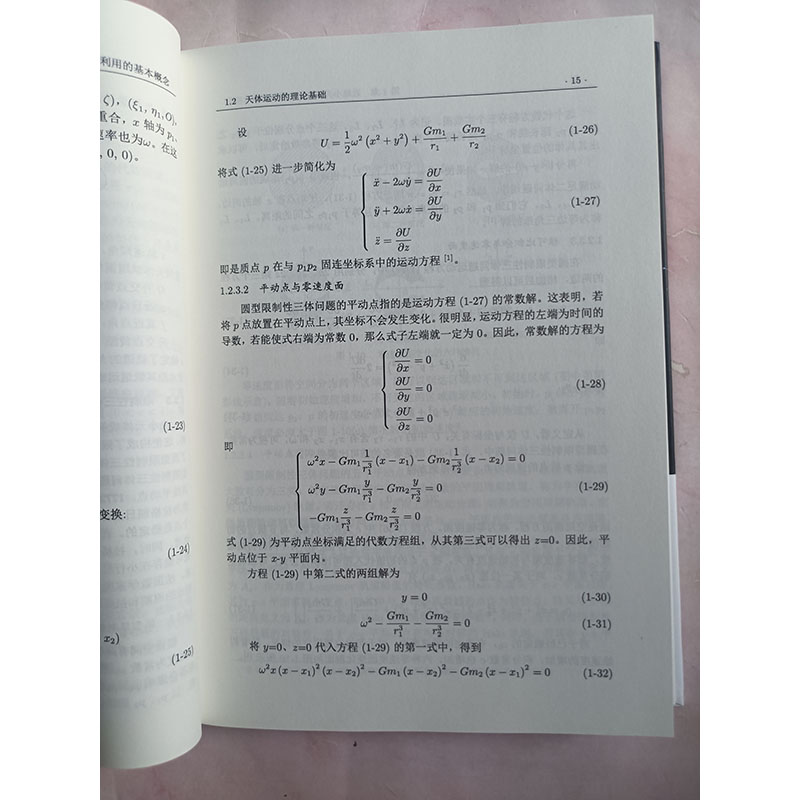 利用的基本概念
ζ), (ξ₁, η₁, 0),
重合, x 轴为 p₁
速率也为ω。在这
, 0, 0)。
(1-23)
变换:
(1-24)
x₂)
(1-25)
1.2 天体运动的理论基础 · 15 ·
设
U = 1/2 ω² (x² + y²) + Gm₁/r₁ + Gm₂/r₂ (1-26)
将式 (1-25) 进一步简化为
ẍ − 2ωẏ = ∂U/∂x
ÿ + 2ωẋ = ∂U/∂y (1-27)
z̈ = ∂U/∂z
即是质点 p 在与 p₁p₂ 固连坐标系中的运动方程 [1]。
1.2.3.2 平动点与零速度面
圆型限制性三体问题的平动点指的是运动方程 (1-27) 的常数解。这表明, 若
将 p 点放置在平动点上, 其坐标不会发生变化。很明显, 运动方程的左端为时间的
导数, 若能使式右端为常数 0, 那么式子左端就一定为 0。因此, 常数解的方程为
∂U/∂x = 0
∂U/∂y = 0 (1-28)
∂U/∂z = 0
即
ω²x − Gm₁ 1/r₁³ (x − x₁) − Gm₂ 1/r₂³ (x − x₂) = 0
ω²y − Gm₁ y/r₁³ − Gm₂ y/r₂³ = 0 (1-29)
−Gm₁ z/r₁³ − Gm₂ z/r₂³ = 0
式 (1-29) 为平动点坐标满足的代数方程组, 从其第三式可以得出 z=0。因此, 平
动点位于 x-y 平面内。
方程 (1-29) 中第二式的两组解为
y = 0 (1-30)
ω² − Gm₁/r₁³ − Gm₂/r₂³ = 0 (1-31)
将 y=0、z=0 代入方程 (1-29) 的第一式中, 得到
ω²x (x − x₁)² (x − x₂)² − Gm₁ (x − x₂)² − Gm₂ (x − x₁)² = 0 (1-32)